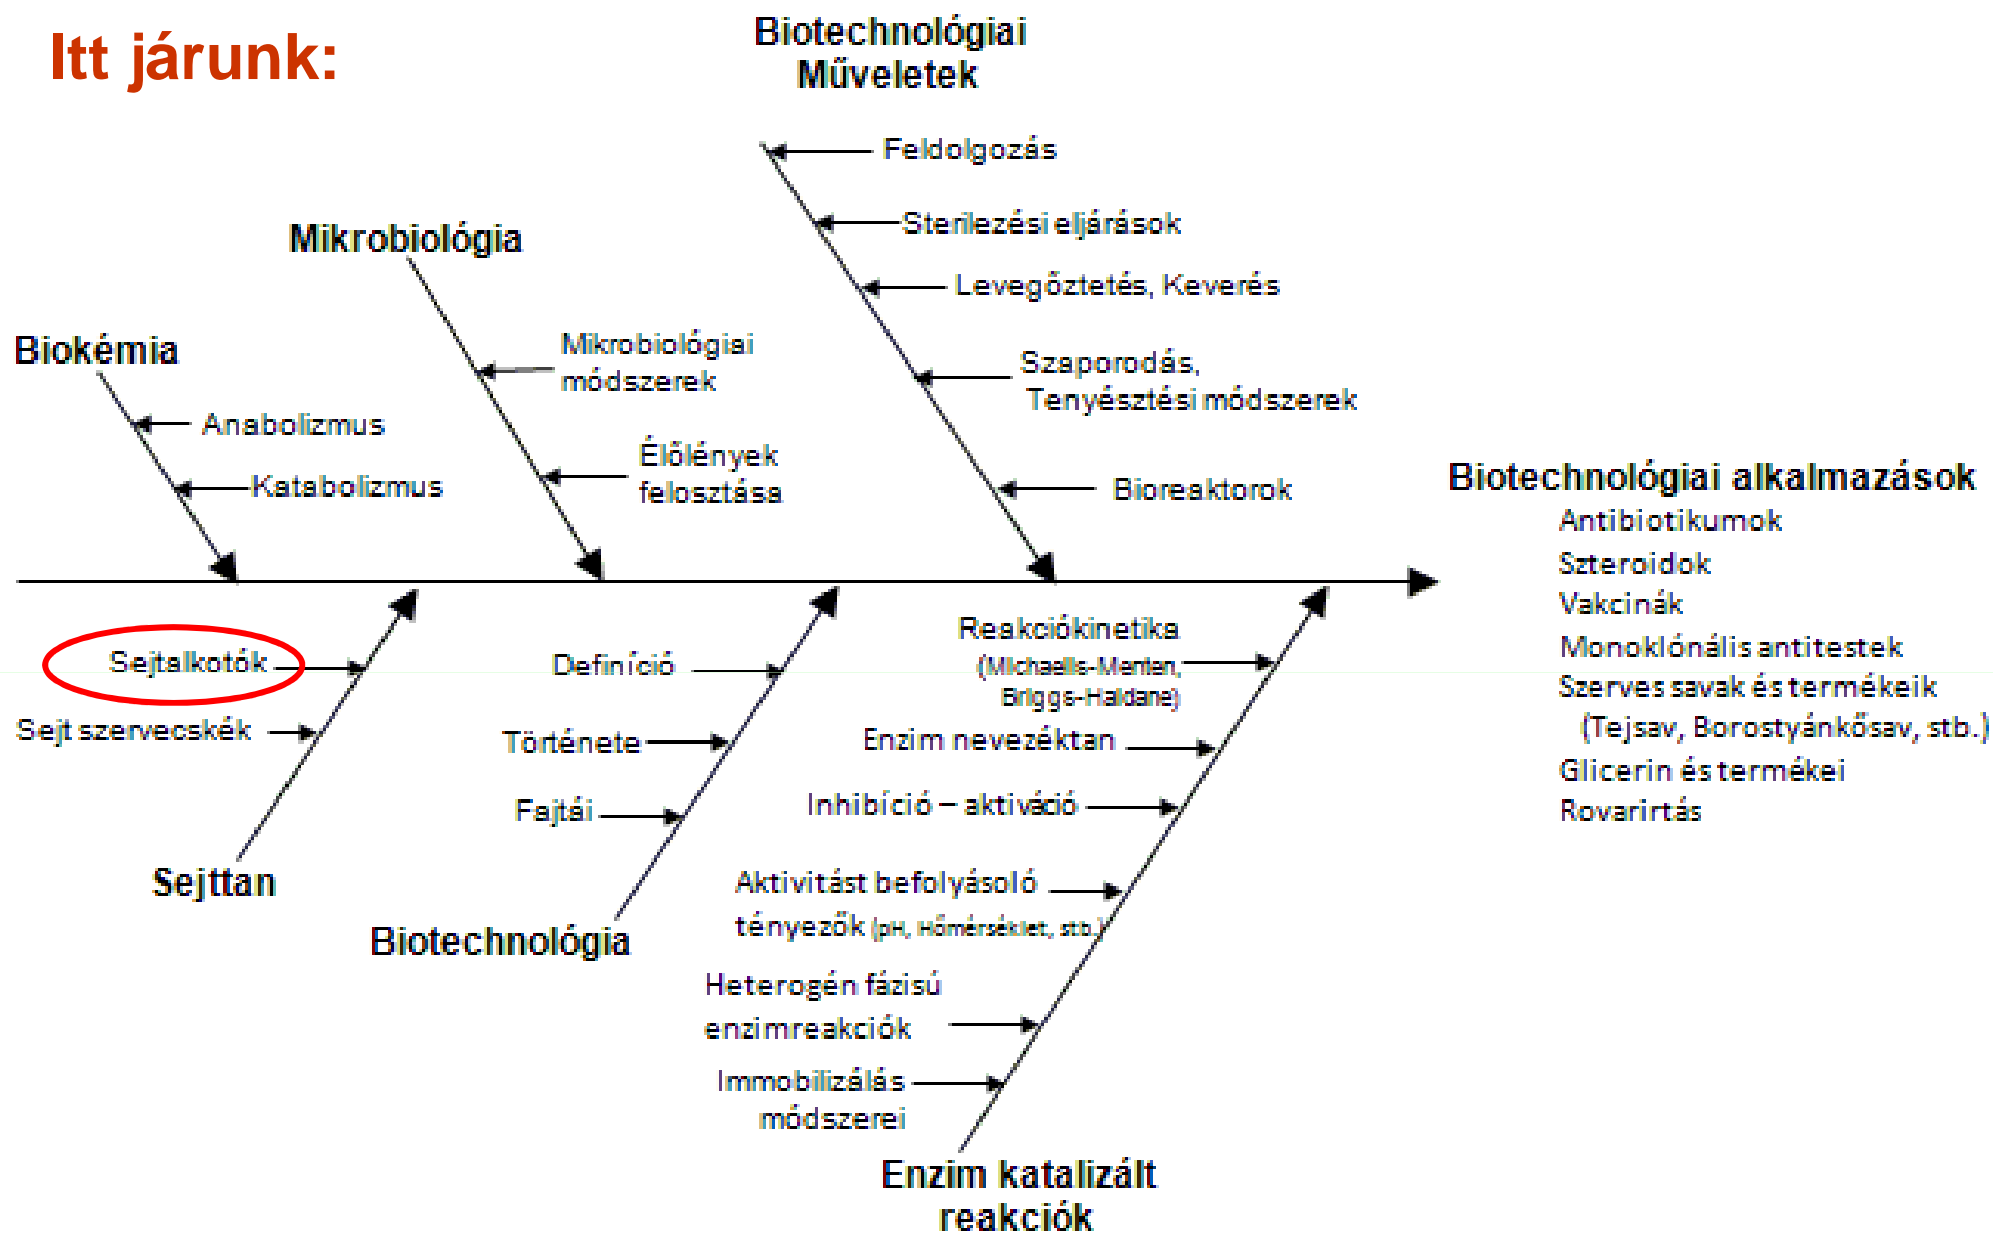 Itt járunk:
Biotechnológiai
Műveletek
Feldolgozás
Sterilezési eljárások
Levegőztetés, Keverés
Szaporodás,
Tenyésztési módszerek
Bioreaktorok
Mikrobiológia
Mikrobiológiai
módszerek
Élőlények
felosztása
Biokémia
Anabolizmus
Katabolizmus
Biotechnológiai alkalmazások
Antibiotikumok
Szteroidok
Vakcinák
Monoklónális antitestek
Szerves savak és termékeik
(Tejsav, Borostyánkősav, stb.)
Glicerin és termékei
Rovarirtás
Sejtalkotók
Sejt szervecskék
Sejttan
Definíció
Története
Fajtái
Biotechnológia
Reakciókinetika
(Michaelis-Menten,
Briggs-Haldane)
Enzim nevezéktan
Inhibíció – aktiváció
Aktivitást befolyásoló
tényezők (pH, Hőmérséklet, stb.)
Heterogén fázisú
enzimreakciók
Immobilizálás
módszerei
Enzim katalizált
reakciók